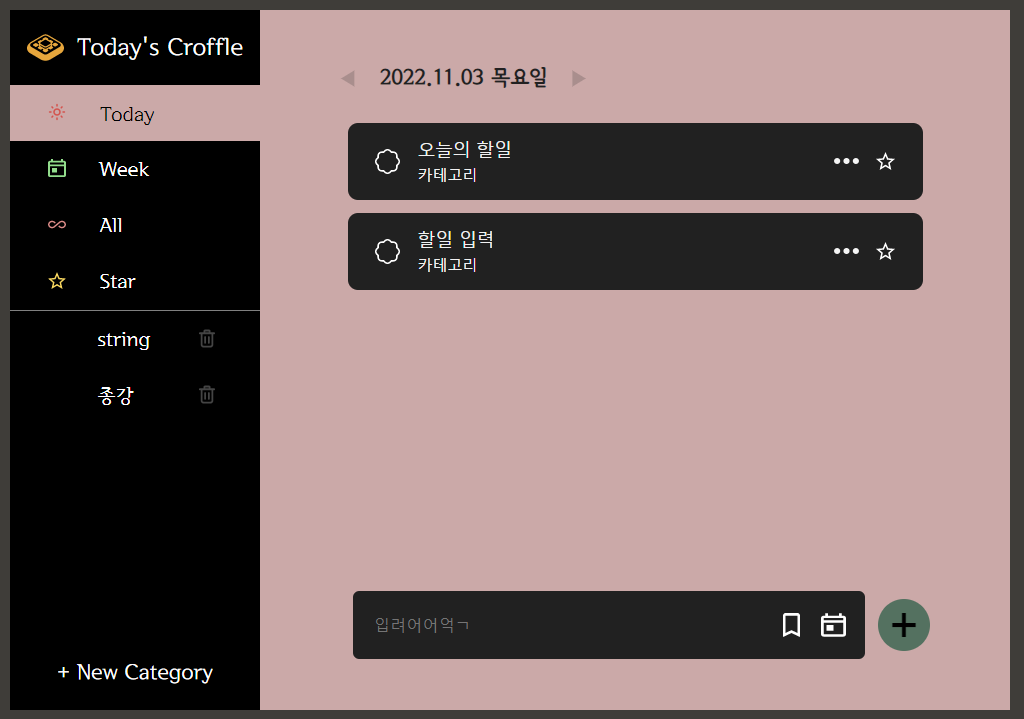 Today's Croffle
Today
Week
All
Star
string
종강
+ New Category
2022.11.03 목요일
오늘의 할일
카테고리
할일 입력
카테고리
입려어어억ㄱ